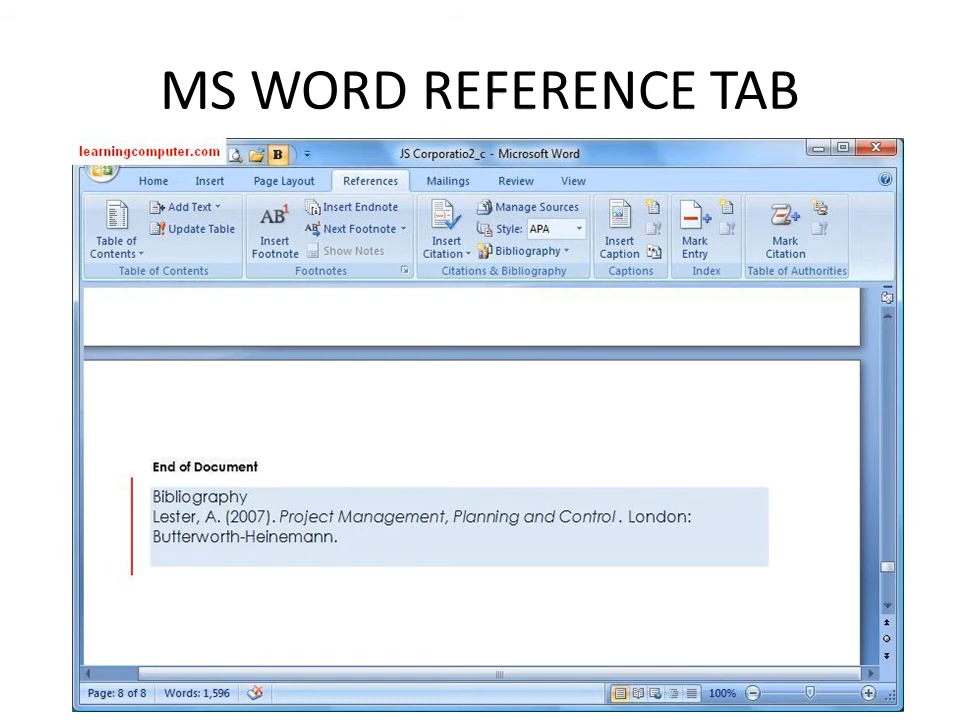 MS WORD REFERENCE TAB
learningcomputer.com
B
JS Corporatio2_c - Microsoft Word
Home Insert Page Layout References Mailings Review View
Table of Contents
Add Text
Update Table
Table of Contents
AB1
Insert Footnote
Insert Endnote
AB1 Next Footnote
Show Notes
Footnotes
Insert Citation
Manage Sources
Style: APA
Bibliography
Citations & Bibliography
Insert Caption
Captions
Mark Entry
Index
Mark Citation
Table of Authorities
End of Document
Bibliography
Lester, A. (2007). Project Management, Planning and Control . London:
Butterworth-Heinemann.
Page: 8 of 8 Words: 1,596 100%